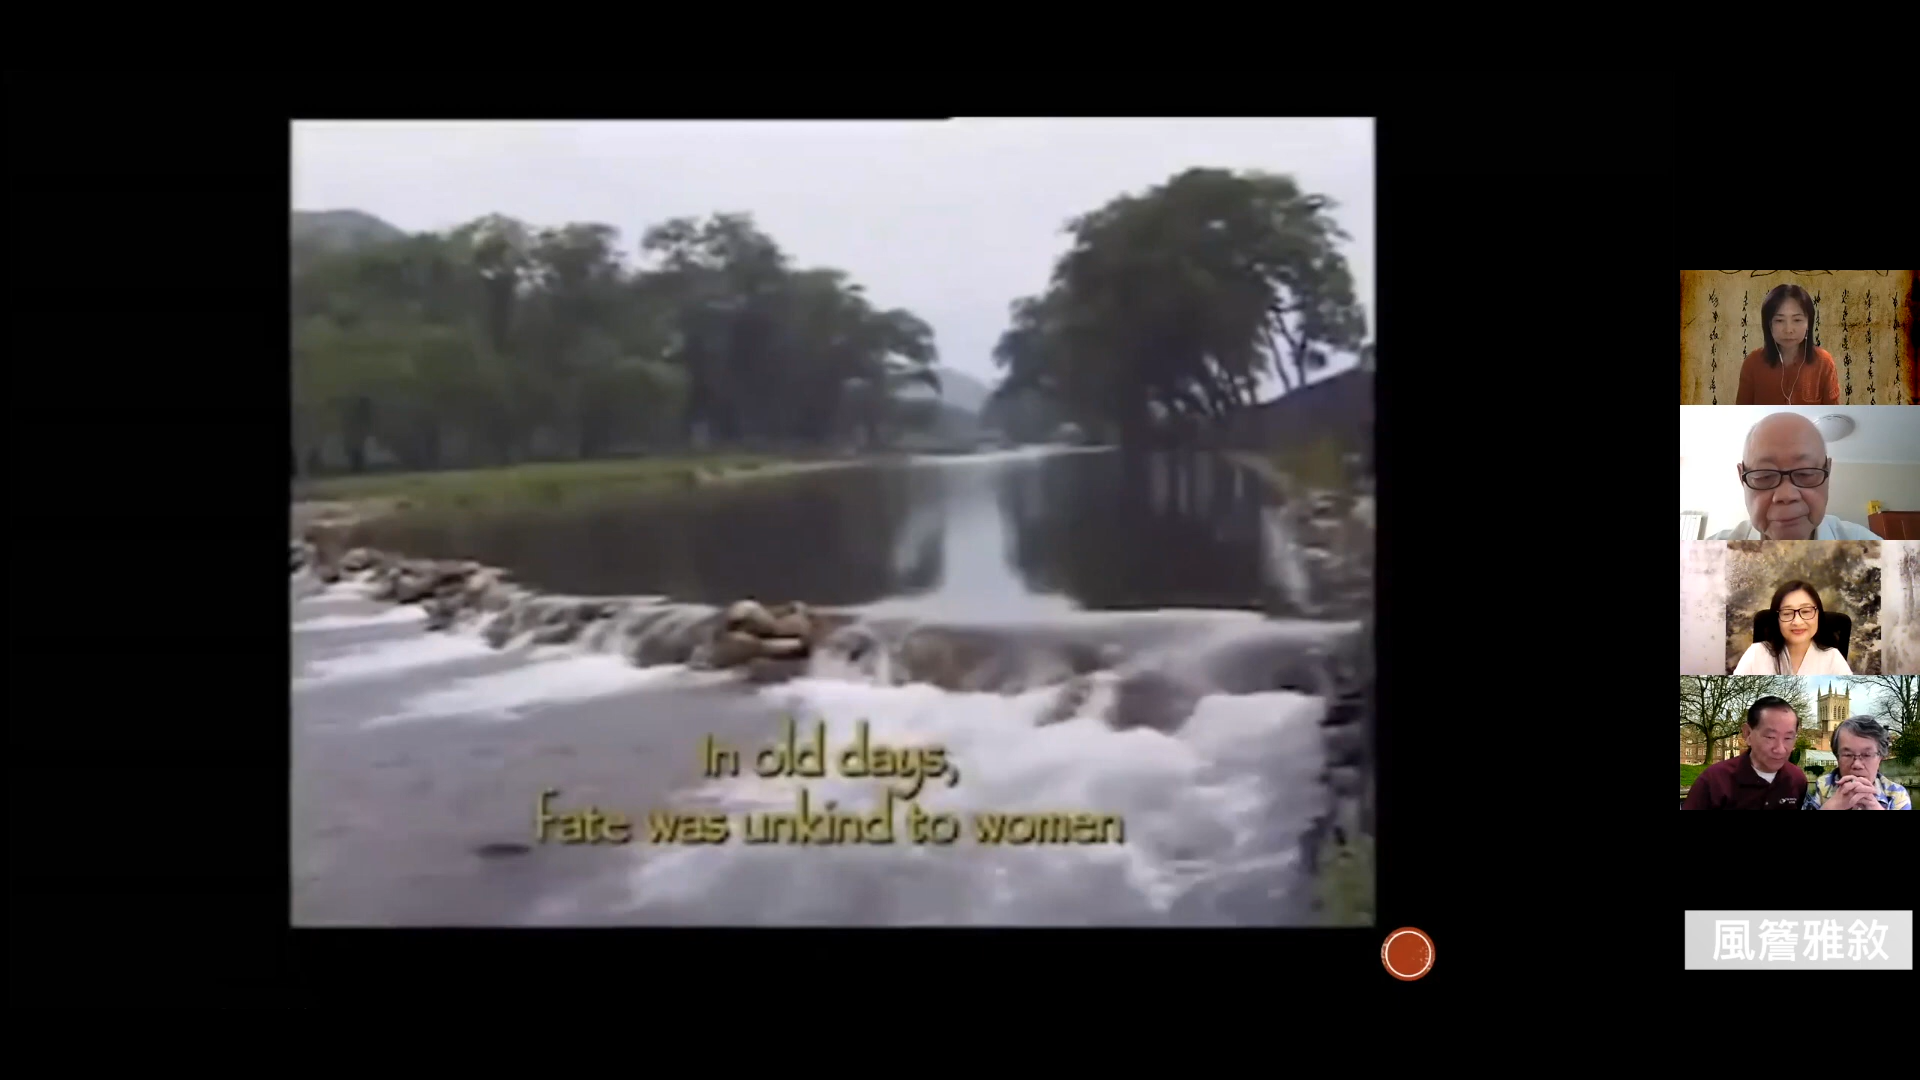 In old days,
fate was unkind to women
風簷雅敘